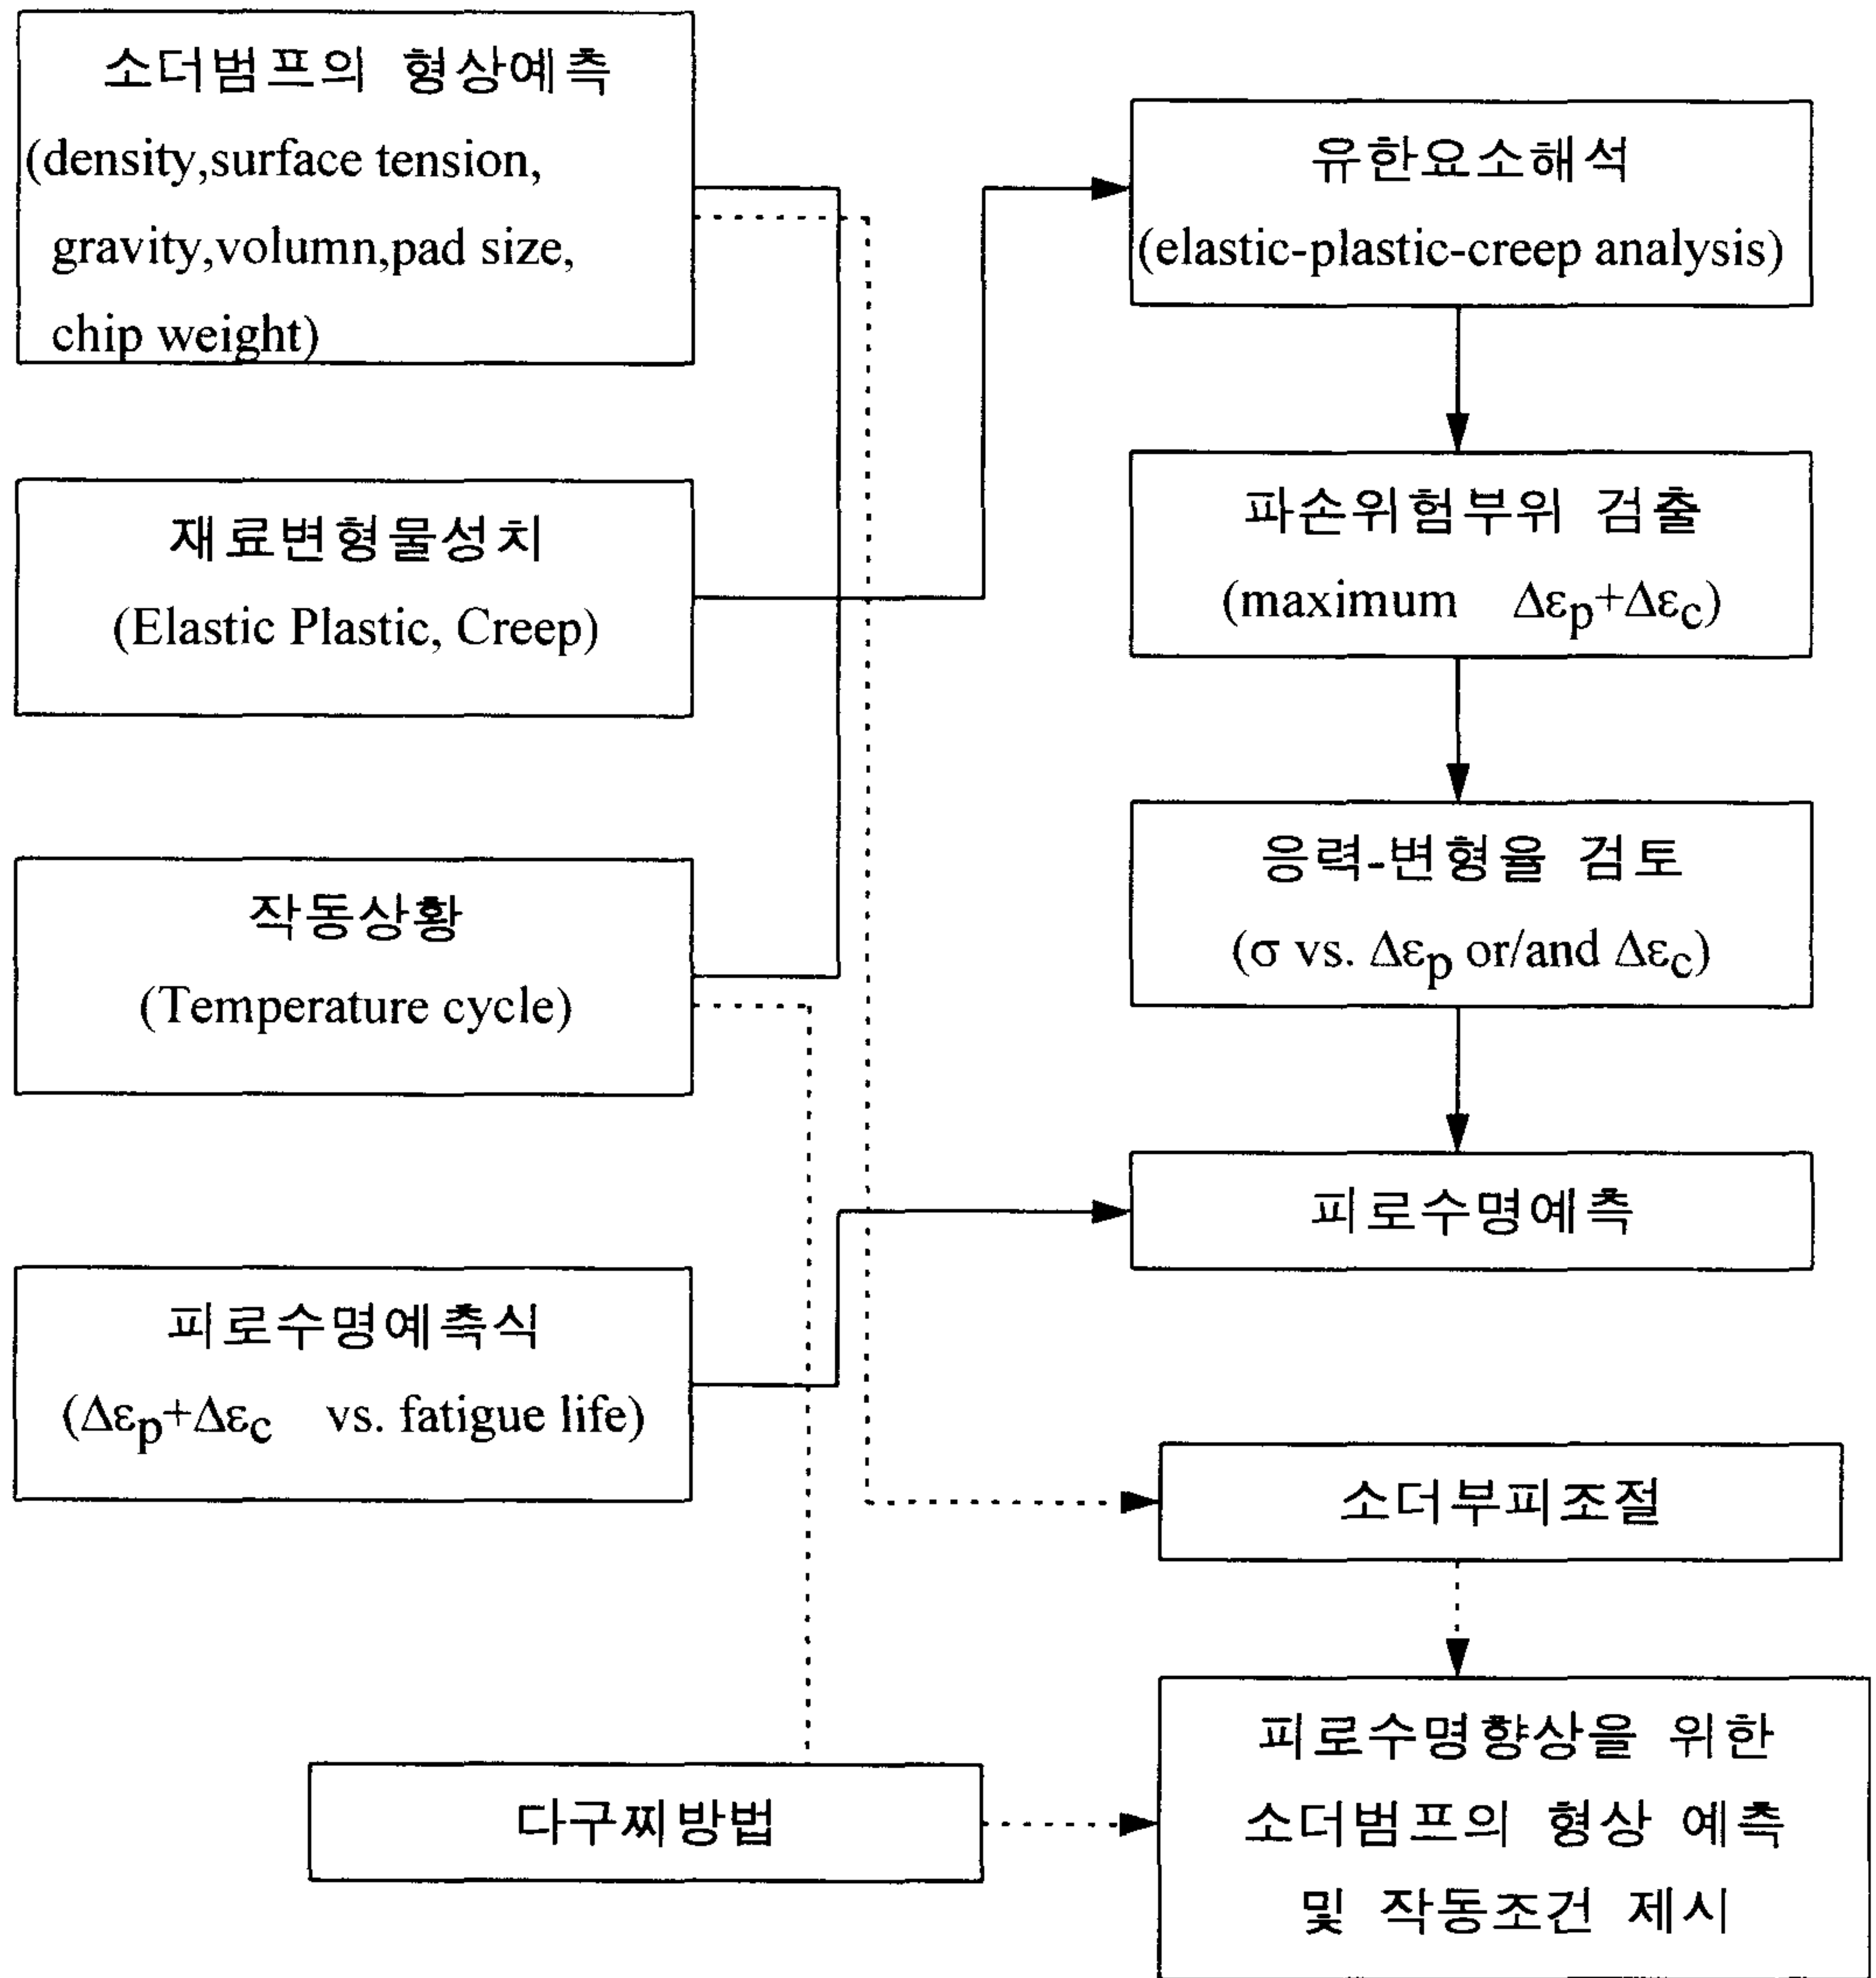 소더범프의 형상예측
(density,surface tension,
gravity,volumn,pad size,
chip weight)
재료변형물성치
(Elastic Plastic, Creep)
작동상황
(Temperature cycle)
피로수명예측식
(Δεp+Δεc vs. fatigue life)
유한요소해석
(elastic-plastic-creep analysis)
파손위험부위 검출
(maximum Δεp+Δεc)
응력-변형율 검토
(σ vs. Δεp or/and Δεc)
피로수명예측
소더부피조절
다구찌방법
피로수명향상을 위한
소더범프의 형상 예측
및 작동조건 제시